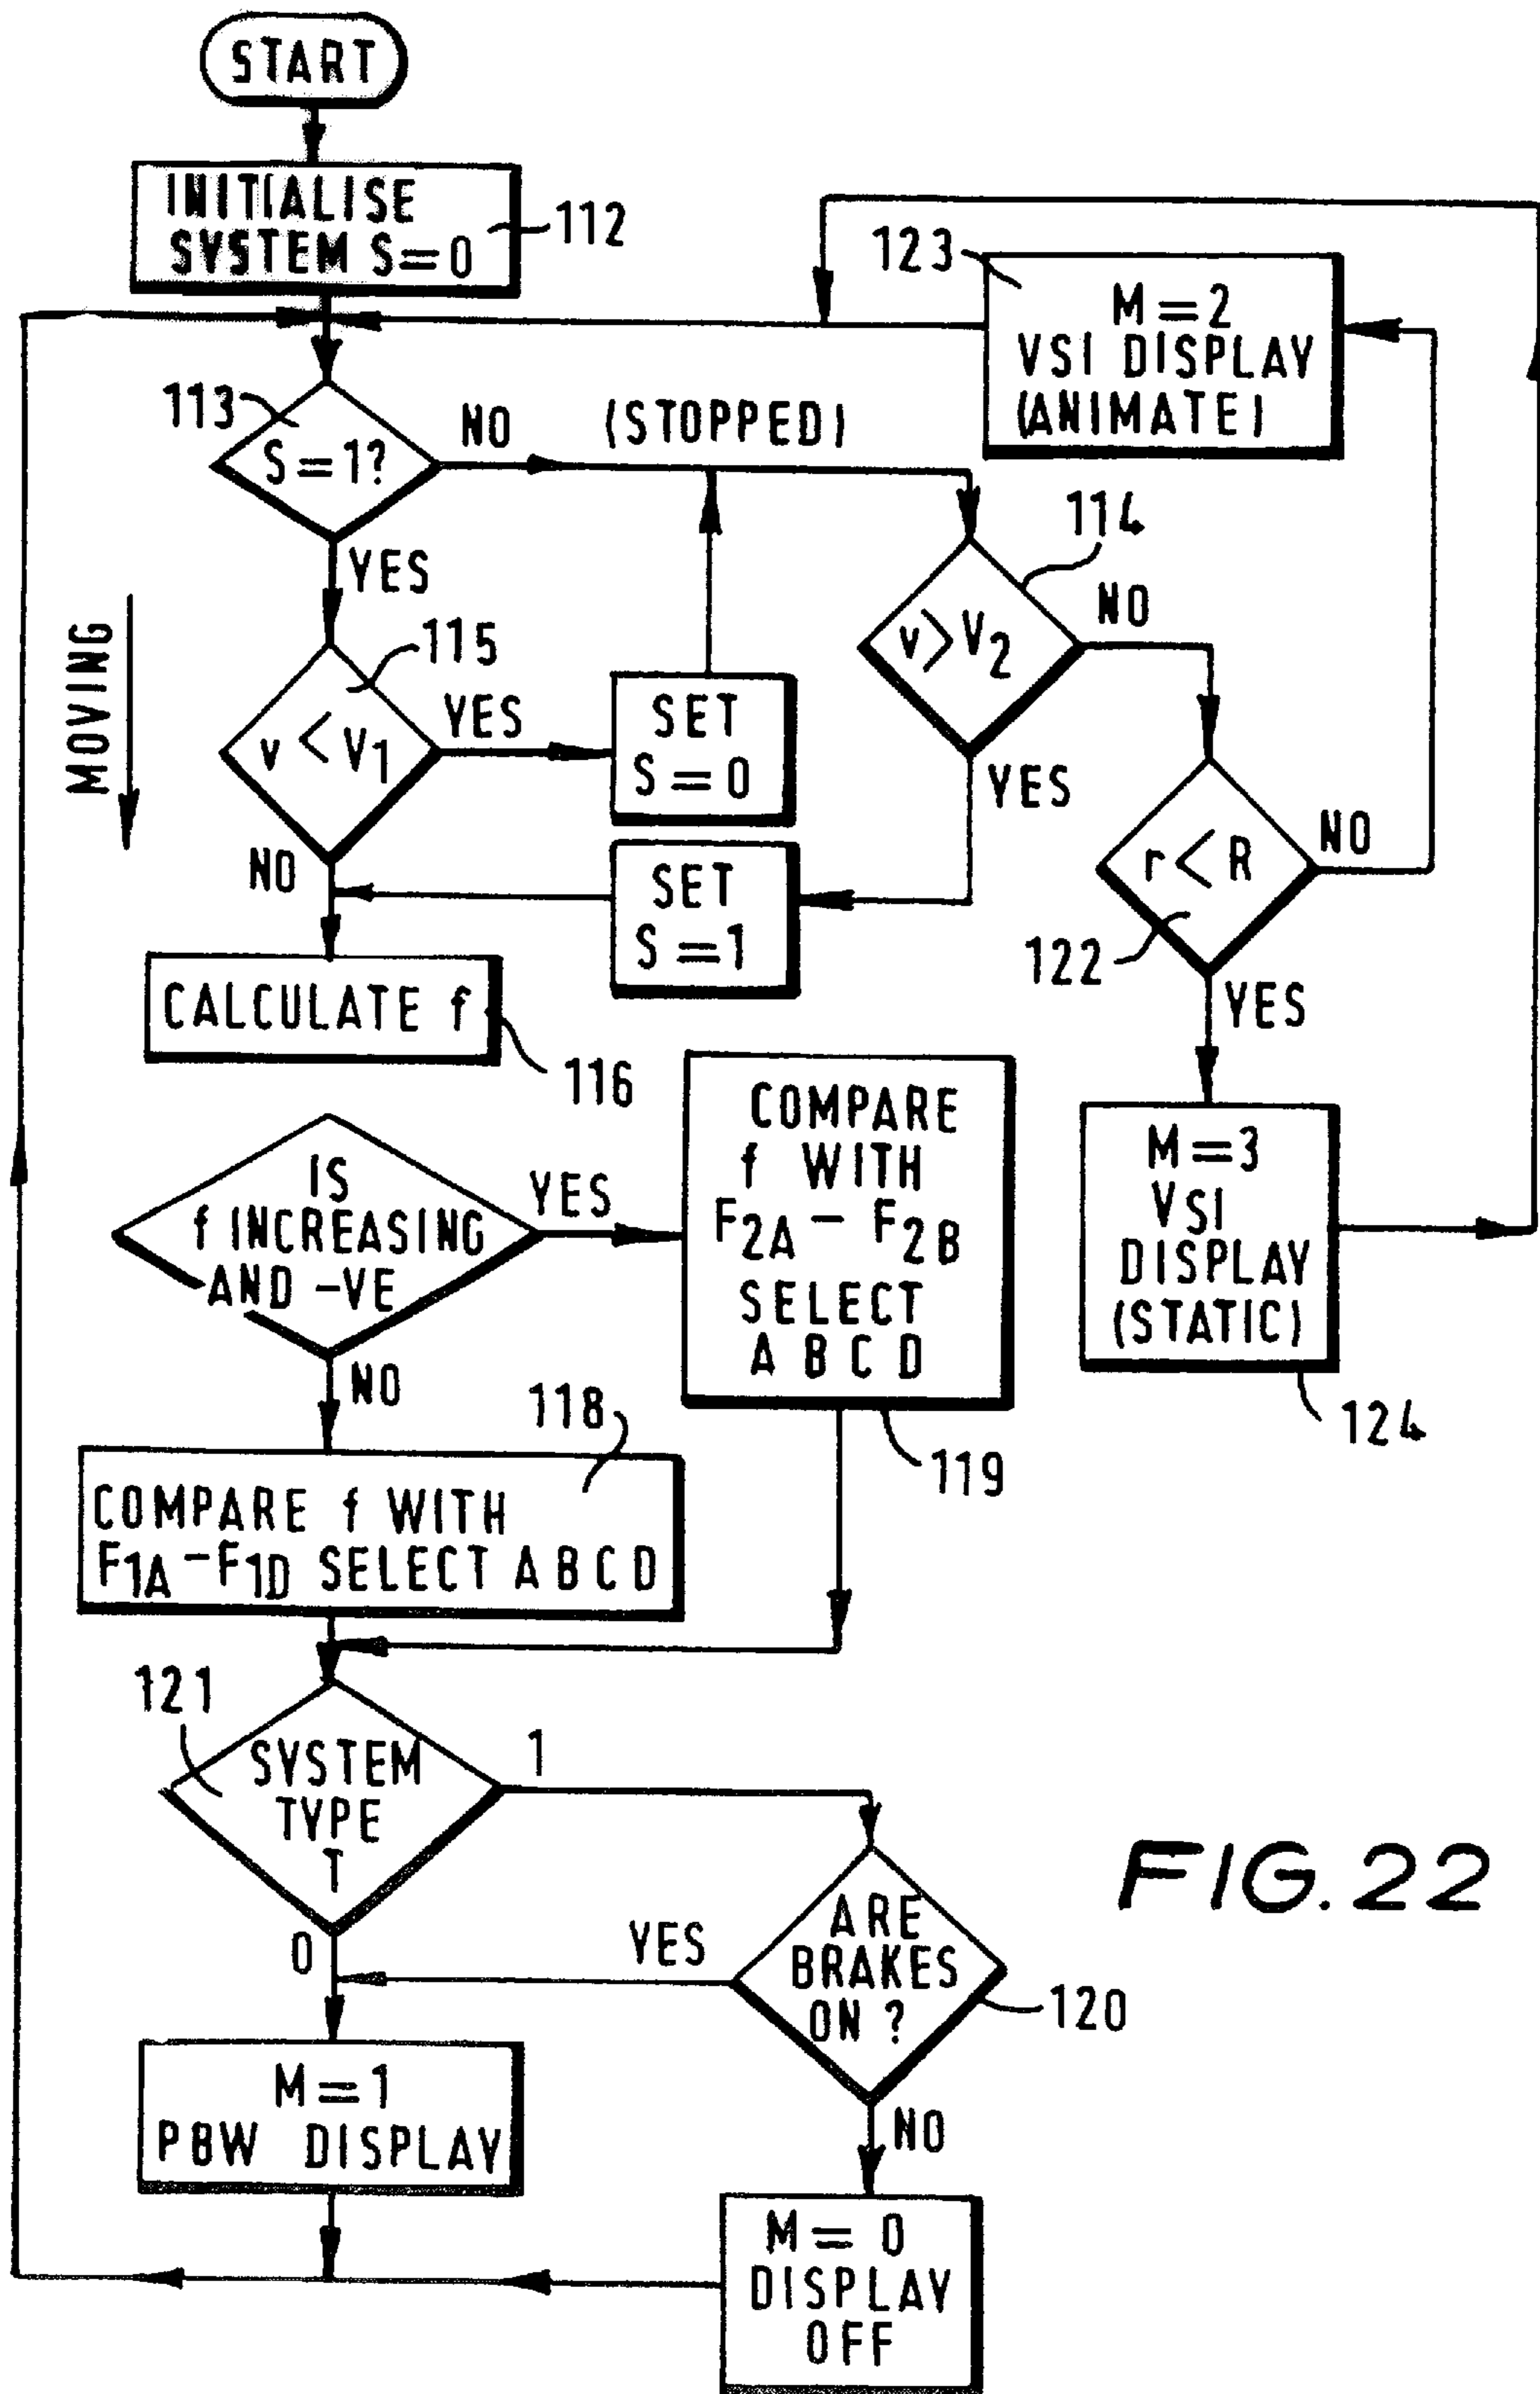 START
INITIALISE
SYSTEM S=0
112
123
M=2
VSI DISPLAY
(ANIMATE)
113
S=1?
NO (STOPPED)
YES
114
v>V2
NO
YES
MOVING
115
v<V1
YES
NO
SET
S=0
SET
S=1
r<R
NO
122
YES
CALCULATE f
116
IS
f INCREASING
AND -VE
YES
NO
COMPARE
f WITH
F2A - F2B
SELECT
A B C D
119
M=3
VSI
DISPLAY
(STATIC)
124
118
COMPARE f WITH
F1A-F1D SELECT A B C D
121
SYSTEM
TYPE
T
1
0
ARE
BRAKES
ON ?
YES
120
NO
FIG.22
M=1
PBW DISPLAY
M= 0
DISPLAY
OFF